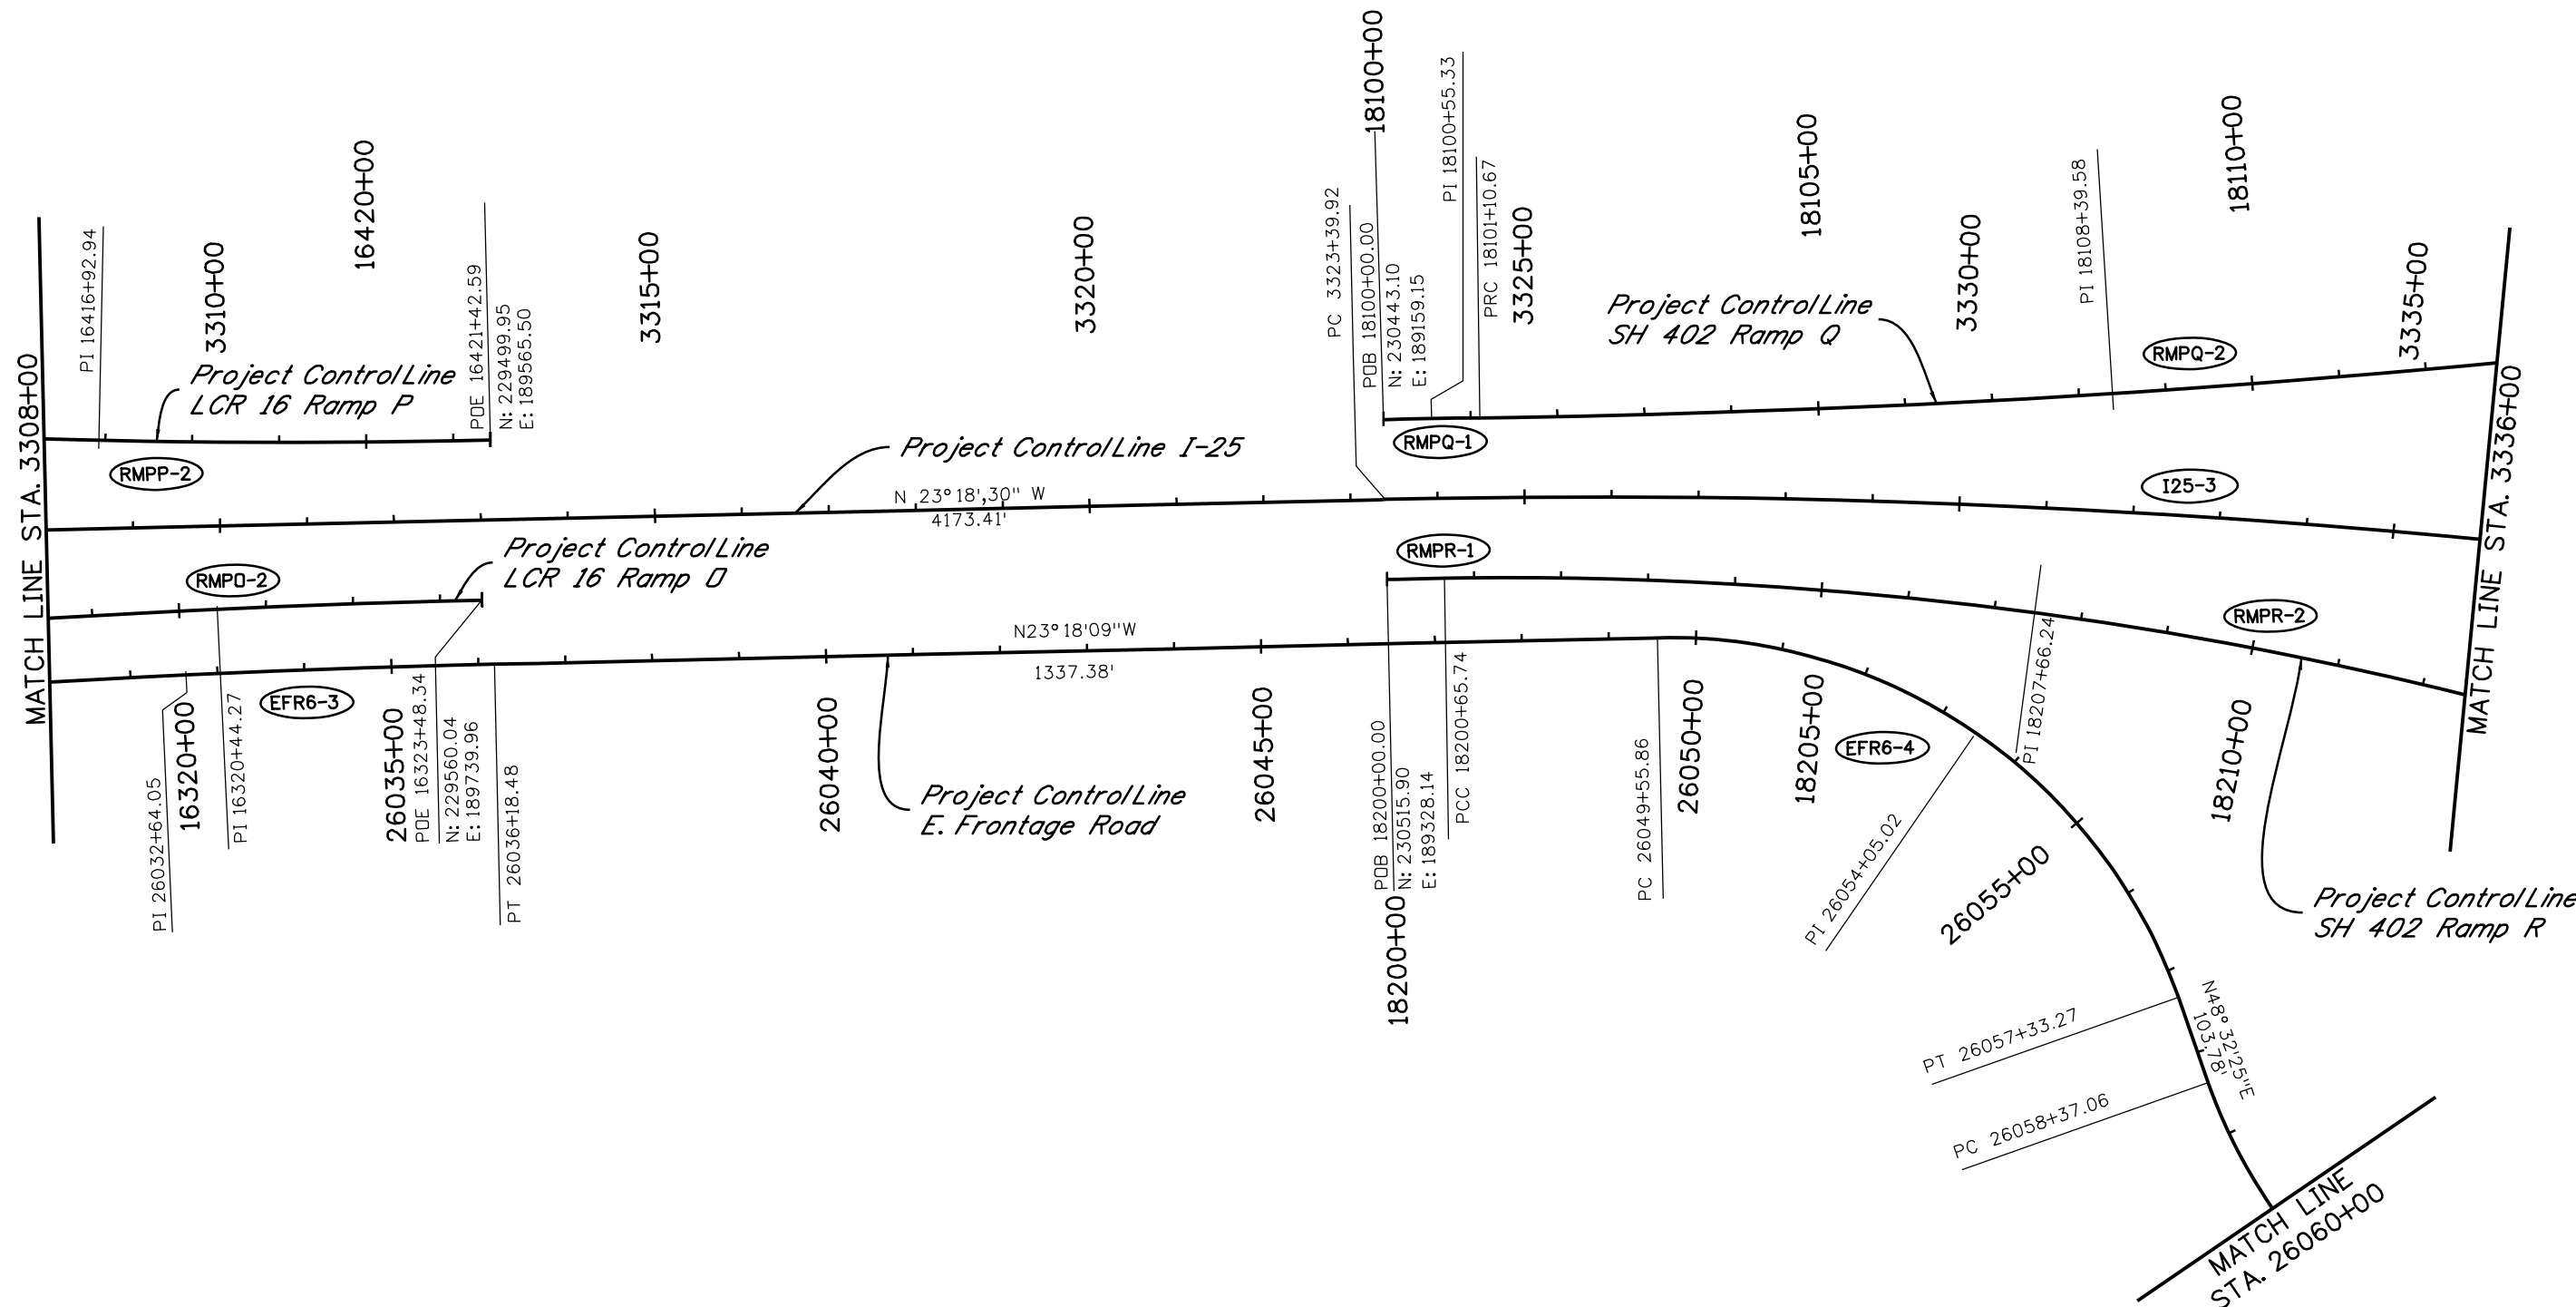 MATCH LINE STA. 3308+00
PI 16416+92.94
3310+00
16420+00
POE 16421+42.59
N: 229499.95
E: 189565.50
3315+00
3320+00
PC 3323+39.92
18100+00
POB 18100+00.00
N: 230443.10
E: 189159.15
PI 18100+55.33
PRC 18101+10.67
3325+00
18105+00
3330+00
PI 18108+39.58
18110+00
3335+00
MATCH LINE STA. 3336+00
Project Control Line
LCR 16 Ramp P
RMPP-2
Project Control Line I-25
N 23°18',30" W
4173.41'
Project Control Line
SH 402 Ramp Q
RMPQ-1
RMPQ-2
I25-3
RMPO-2
Project Control Line
LCR 16 Ramp O
RMPR-1
RMPR-2
N23°18'09"W
1337.38'
EFR6-3
PI 26032+64.05
16320+00
PI 16320+44.27
26035+00
POE 16323+48.34
N: 229560.04
E: 189739.96
PT 26036+18.48
26040+00
Project Control Line
E. Frontage Road
26045+00
POB 18200+00.00
N: 230515.90
E: 189328.14
18200+00
PCC 18200+65.74
PC 26049+55.86
26050+00
18205+00
EFR6-4
PI 26054+05.02
PI 18207+66.24
18210+00
26055+00
Project Control Line
SH 402 Ramp R
PT 26057+33.27
N48°32'25"E
103.78'
PC 26058+37.06
MATCH LINE
STA. 26060+00